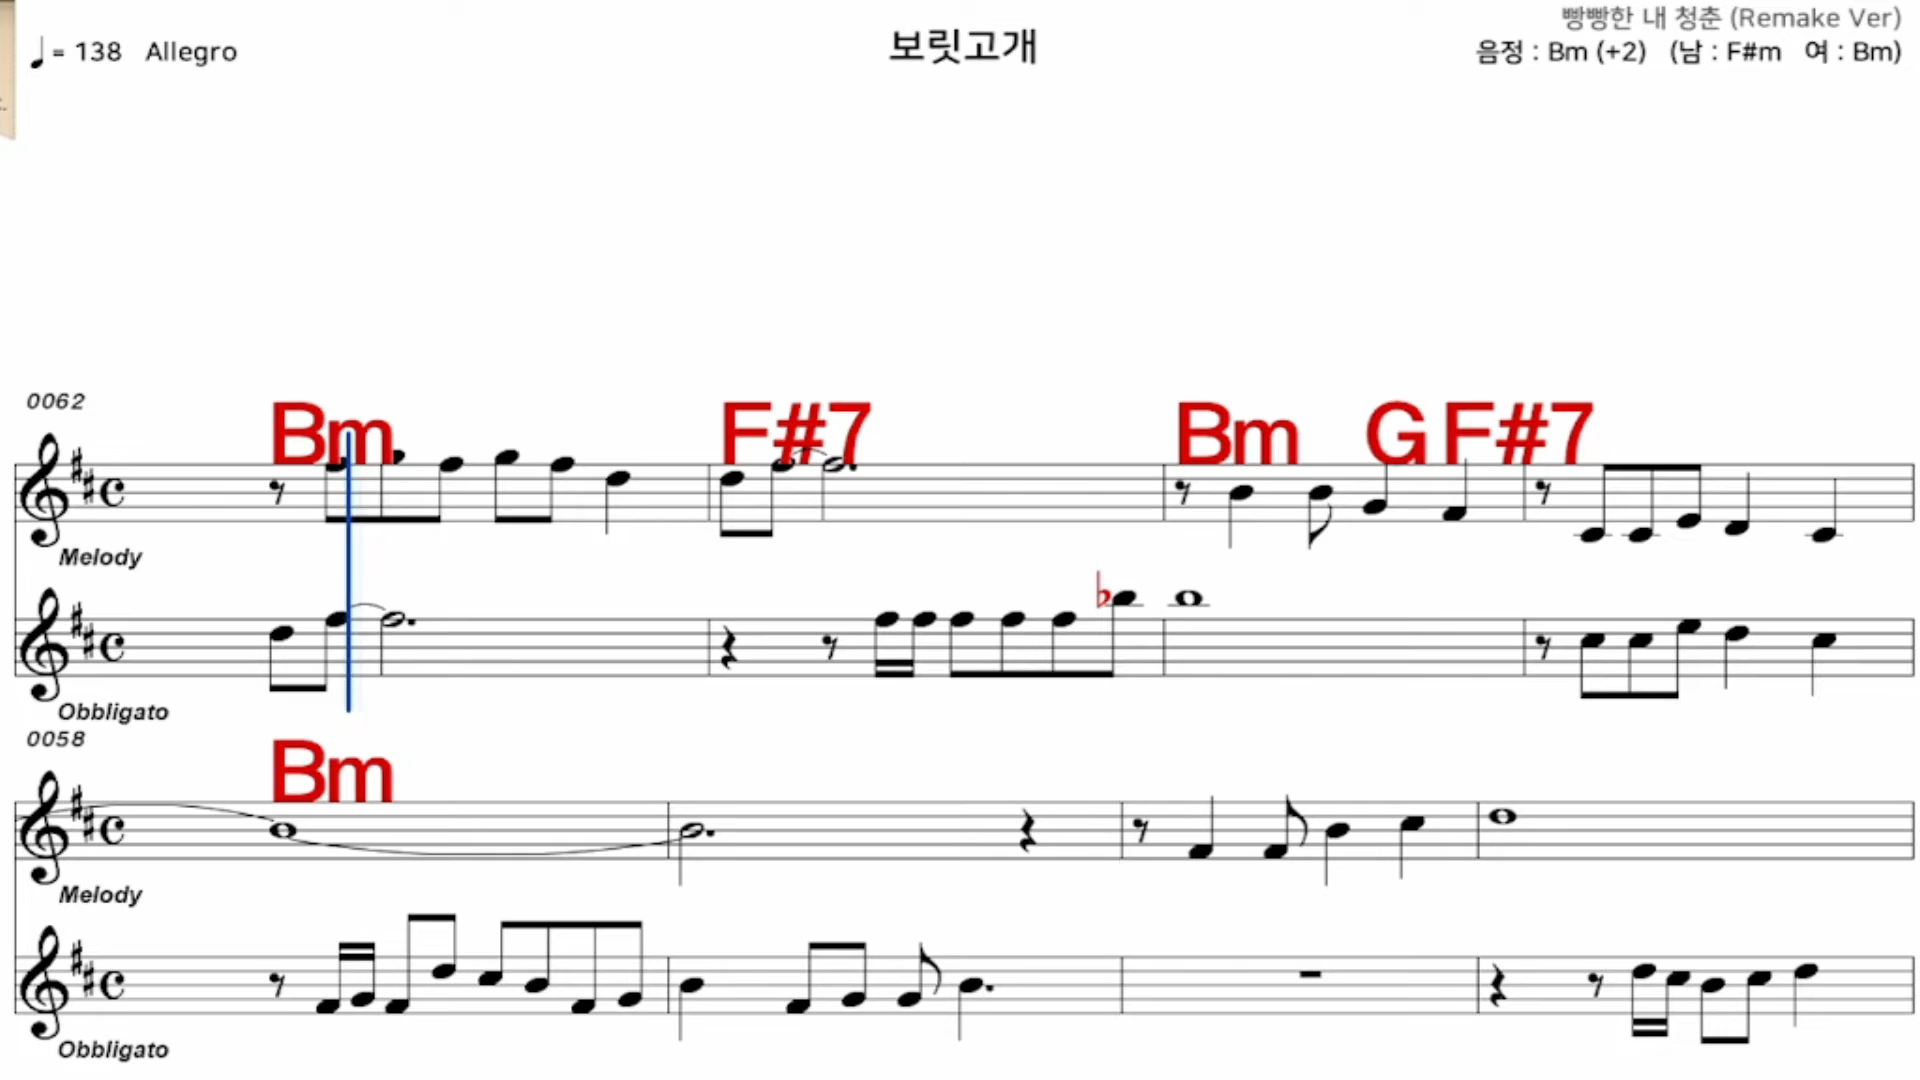 빵빵한 내 청춘 (Remake Ver)
♩= 138 Allegro
보릿고개
음정 : Bm (+2) (남 : F#m 여 : Bm)
0062
Bm F#7 Bm G F#7
Melody
Obbligato
0058
Bm
Melody
Obbligato